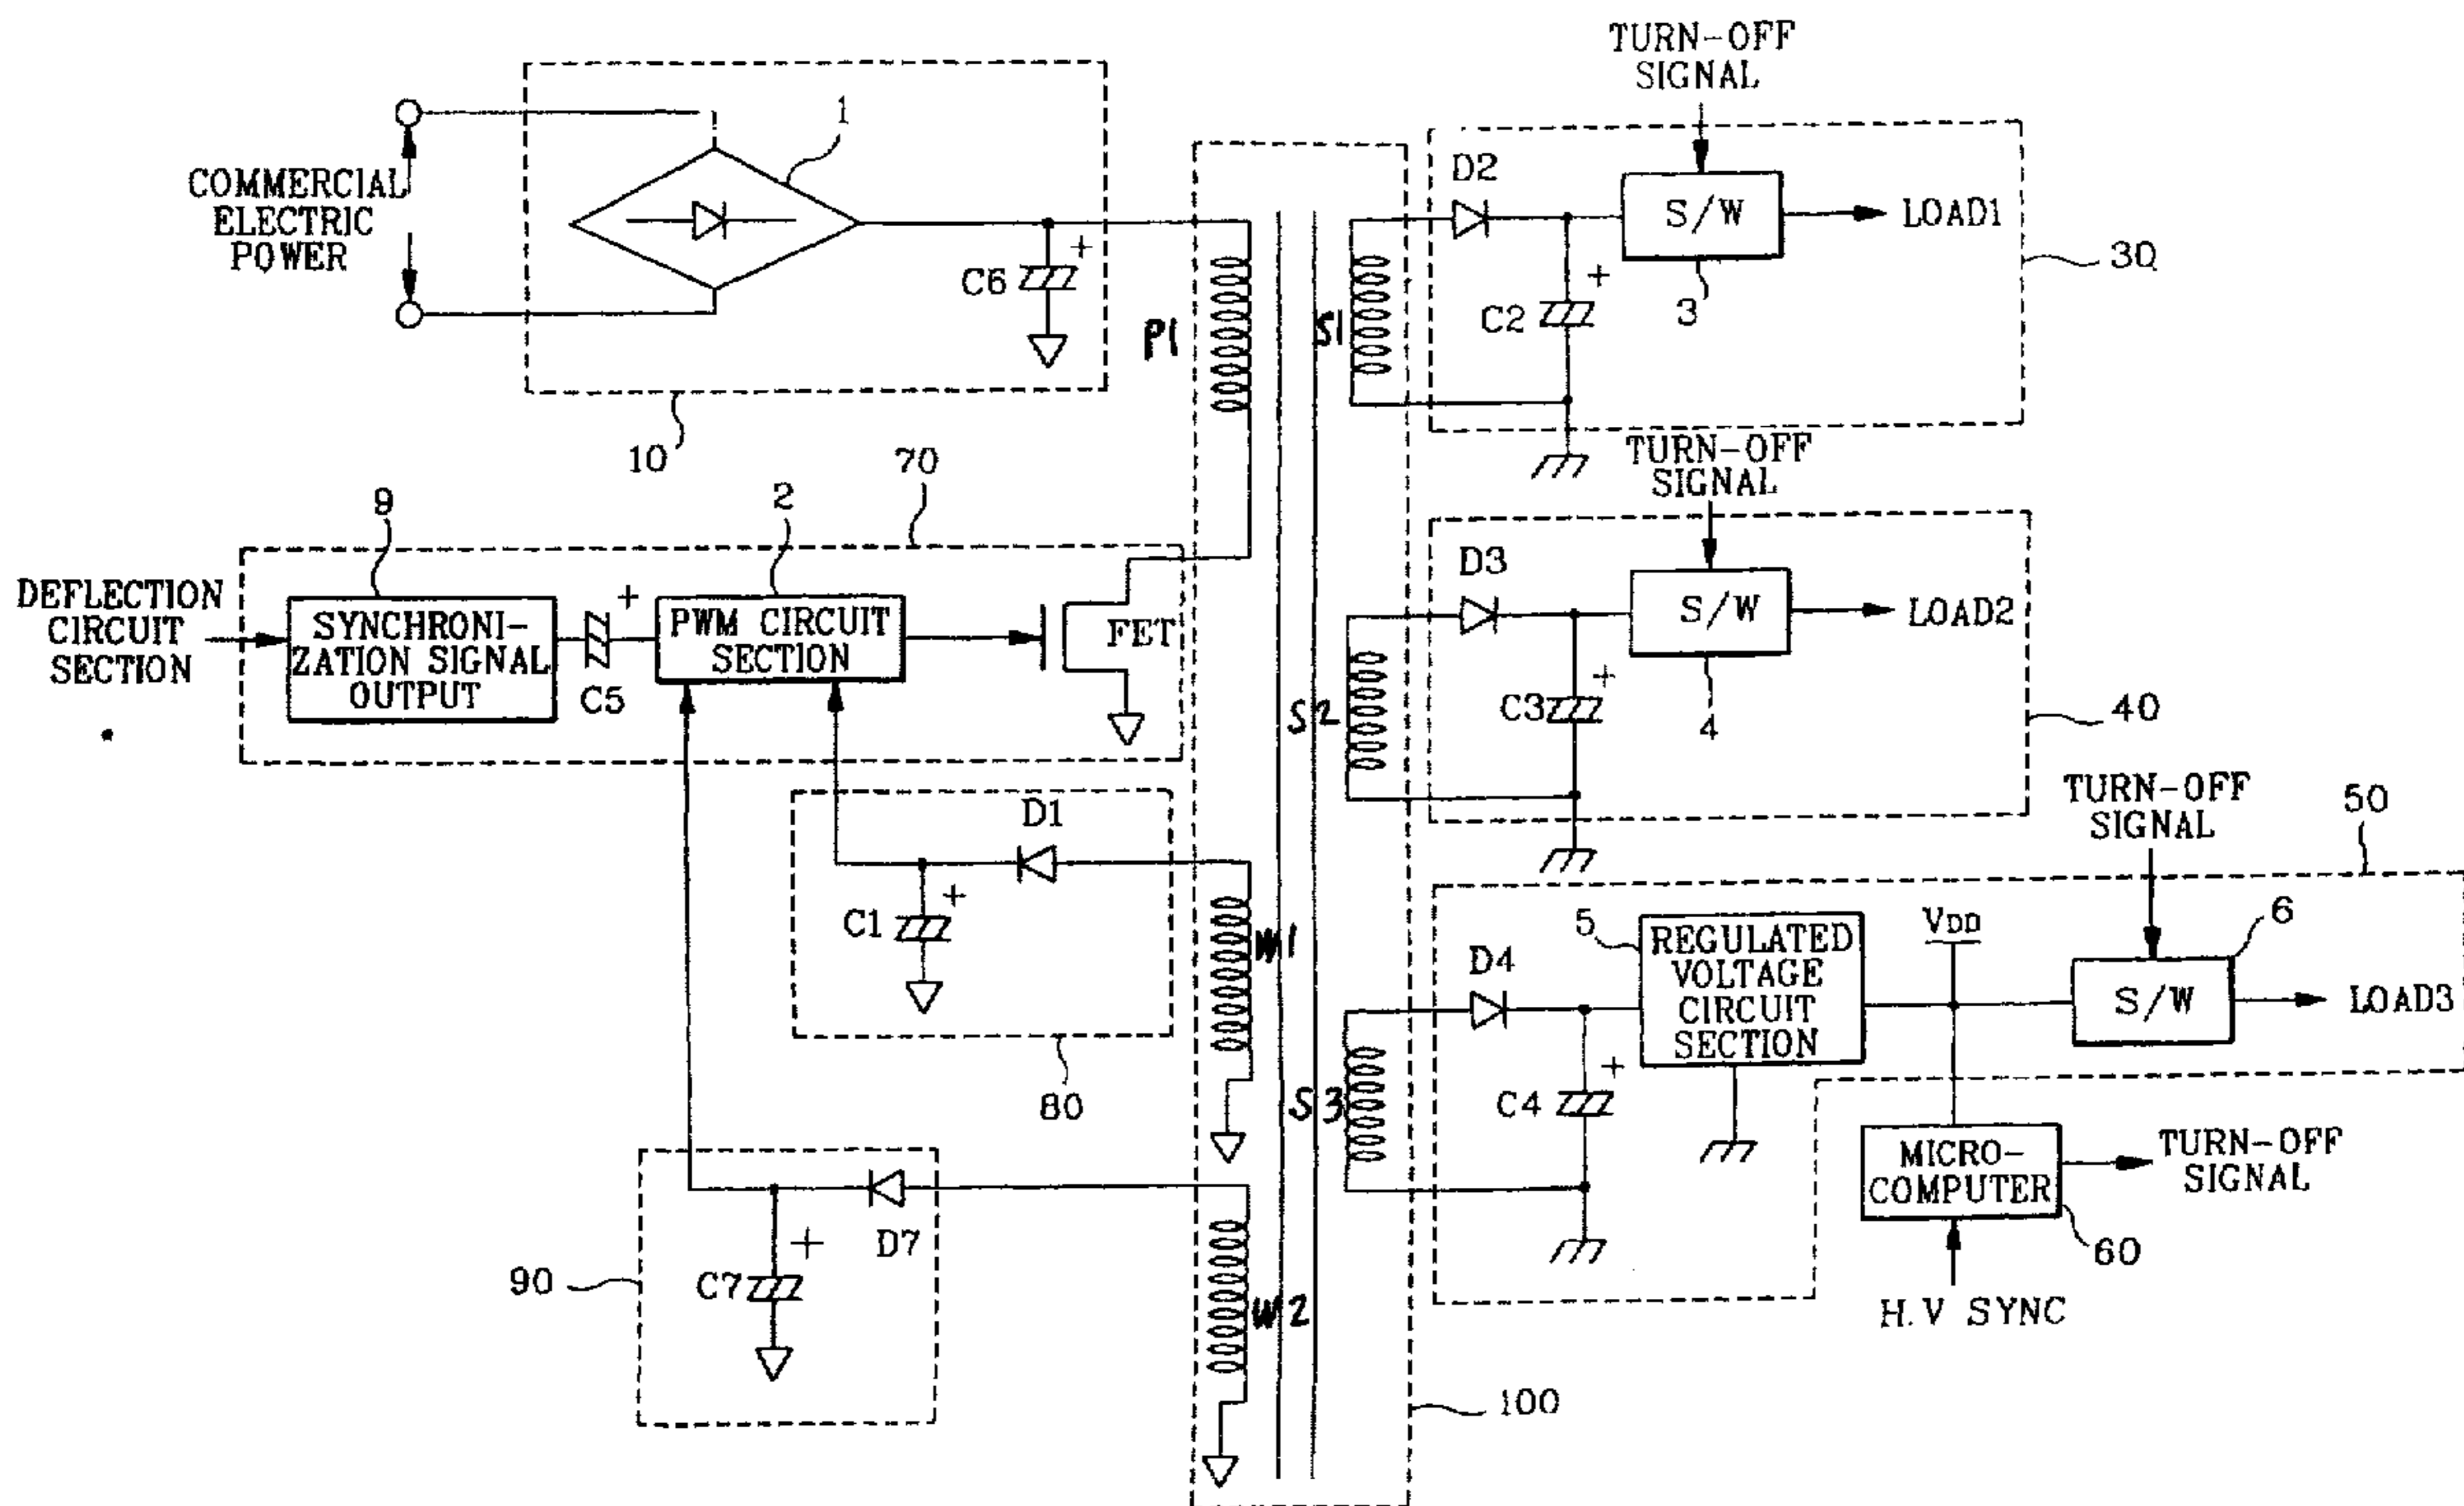 TURN-OFF
SIGNAL
1
COMMERCIAL
ELECTRIC
POWER
C6
+
10
P1
S1
D2
S/W
LOAD1
3
C2
+
30
TURN-OFF
SIGNAL
70
9
2
DEFLECTION
CIRCUIT
SECTION
SYNCHRONI-
ZATION SIGNAL
OUTPUT
+
C5
PWM CIRCUIT
SECTION
FET
S2
D3
S/W
LOAD2
4
C3
+
40
TURN-OFF
SIGNAL
50
D1
C1
+
80
W1
S3
D4
5
REGULATED
VOLTAGE
CIRCUIT
SECTION
VDD
6
S/W
LOAD3
C4
+
MICRO-
COMPUTER
TURN-OFF
SIGNAL
60
H.V SYNC
D7
C7
+
90
W2
100